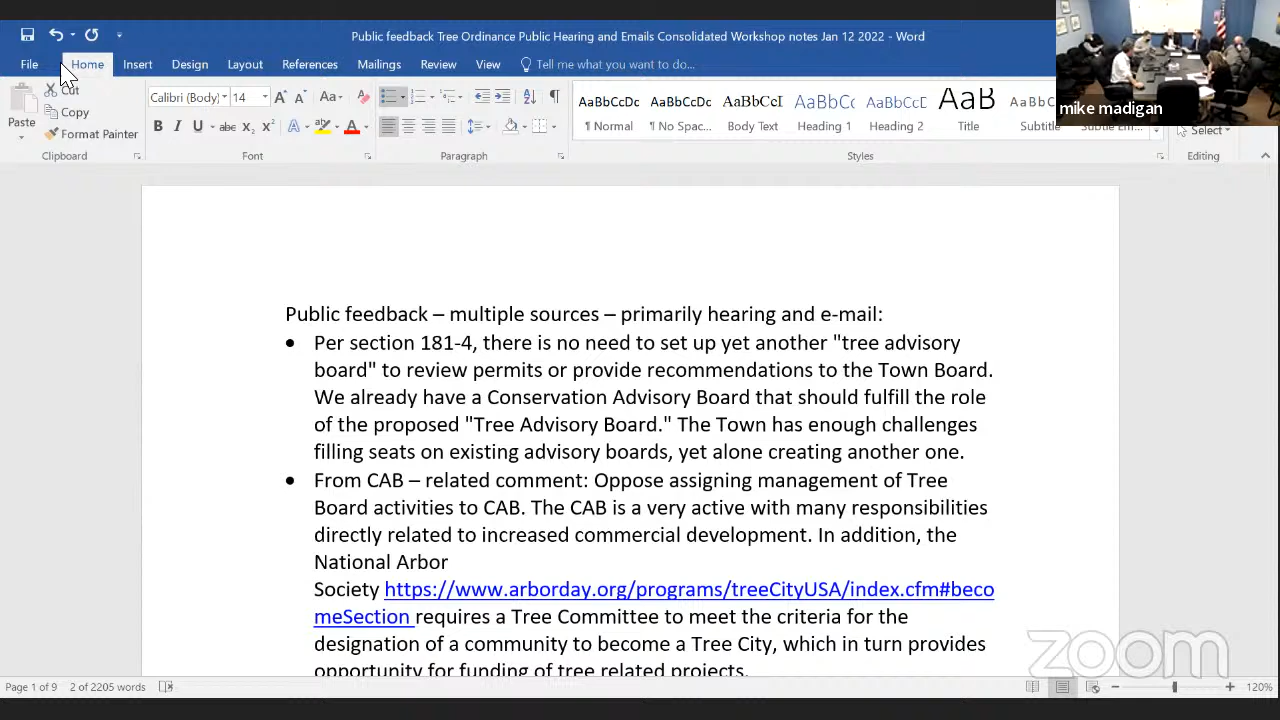 Public feedback Tree Ordinance Public Hearing and Emails Consolidated Workshop notes Jan 12 2022 - Word
File Home Insert Design Layout References Mailings Review View Tell me what you want to do...
mike madigan
Paste
Cut
Copy
Format Painter
Clipboard
Calibri (Body) 14
Font
Paragraph
AaBbCcDc AaBbCcDc AaBbCcI AaBbCc AaBbCcC AaB
¶ Normal ¶ No Spac... Body Text Heading 1 Heading 2 Title Subtitle
Styles
Select
Editing
Public feedback – multiple sources – primarily hearing and e-mail:
• Per section 181-4, there is no need to set up yet another "tree advisory
board" to review permits or provide recommendations to the Town Board.
We already have a Conservation Advisory Board that should fulfill the role
of the proposed "Tree Advisory Board." The Town has enough challenges
filling seats on existing advisory boards, yet alone creating another one.
• From CAB – related comment: Oppose assigning management of Tree
Board activities to CAB. The CAB is a very active with many responsibilities
directly related to increased commercial development. In addition, the
National Arbor
Society https://www.arborday.org/programs/treeCityUSA/index.cfm#beco
meSection requires a Tree Committee to meet the criteria for the
designation of a community to become a Tree City, which in turn provides
opportunity for funding of tree related projects.
zoom
Page 1 of 9 2 of 2205 words
120%